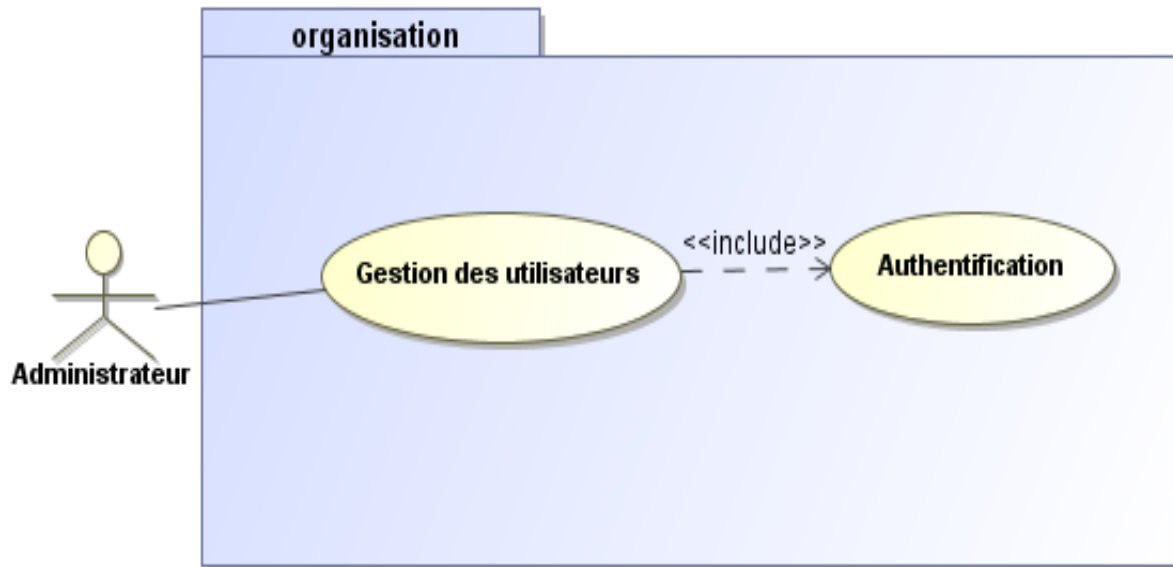 organisation
<<include>>
Gestion des utilisateurs
Authentification
Administrateur